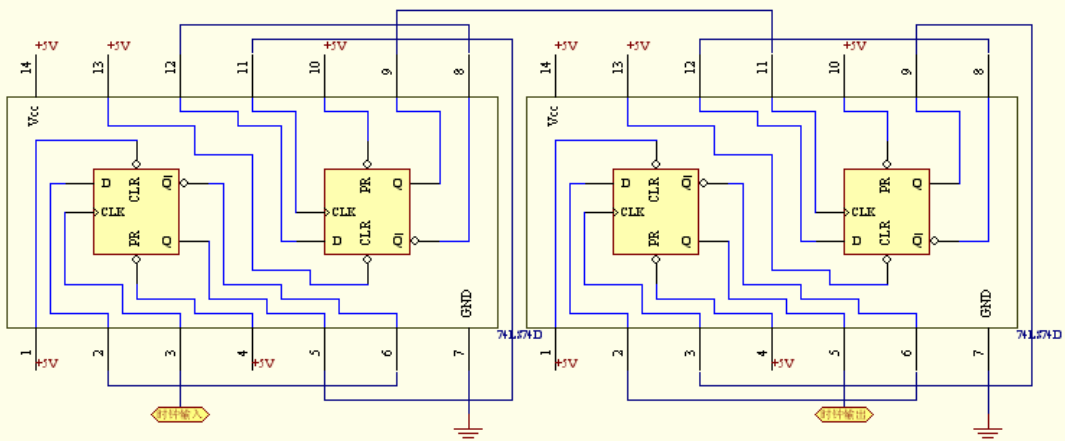 +5V +5V +5V +5V +5V +5V
14 13 12 11 10 9 8 14 13 12 11 10 9 8
Vcc Vcc
D CLR Q PR Q D CLR Q PR Q
CLK CLK CLK CLK
PR Q D CLR Q PR Q D CLR Q
GND GND
74LS74D 74LS74D
1 2 3 4 5 6 7 1 2 3 4 5 6 7
+5V +5V +5V +5V
时钟输入 时钟输出